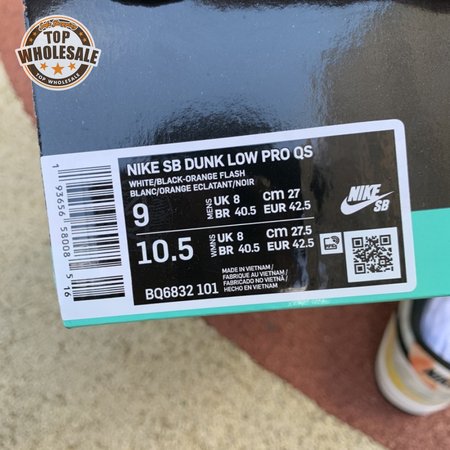 TOP
WHOLESALE
TOP WHOLESALE
NIKE SB DUNK LOW PRO QS
WHITE/BLACK-ORANGE FLASH
BLANC/ORANGE ECLATANT/NOIR
9 MENS UK 8 CM 27
BR 40.5 EUR 42.5
10.5 WMNS UK 8 CM 27.5
BR 40.5 EUR 42.5
MADE IN VIETNAM/
FABRIQUÉ AU VIETNAM/
FABRICADO NO VIETNÃ/
HECHO EN VIETNAM
BQ6832 101
NIKE
SB
1 93656 58008 5 16